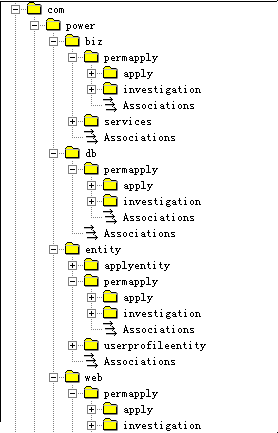 com
power
biz
permapply
apply
investigation
Associations
services
Associations
db
permapply
apply
investigation
Associations
Associations
entity
applyentity
permapply
apply
investigation
Associations
userprofileentity
Associations
web
permapply
apply
investigation